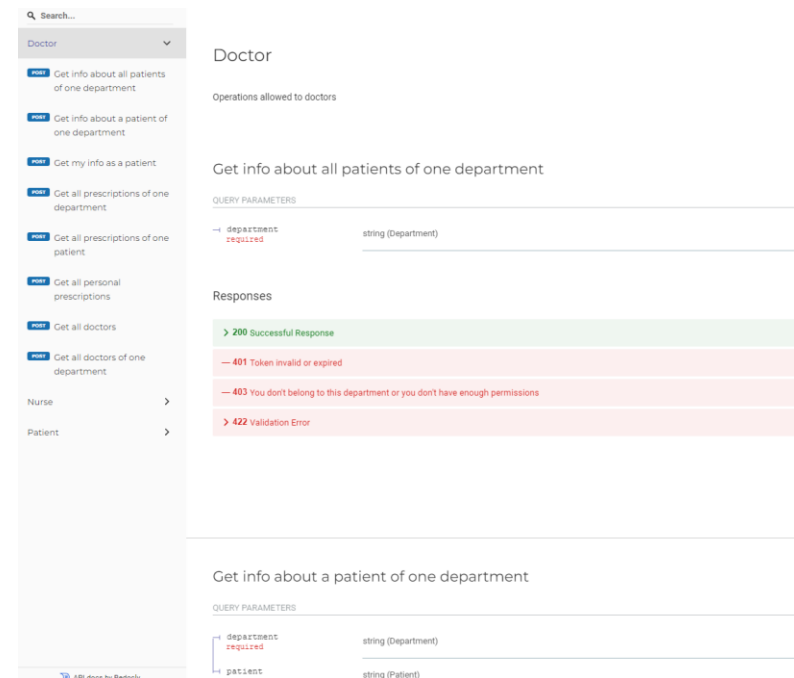 Search...
Doctor
POST Get info about all patients
of one department
POST Get info about a patient of
one department
POST Get my info as a patient
POST Get all prescriptions of one
department
POST Get all prescriptions of one
patient
POST Get all personal
prescriptions
POST Get all doctors
POST Get all doctors of one
department
Nurse
Patient
API docs by Redocly
Doctor
Operations allowed to doctors
Get info about all patients of one department
QUERY PARAMETERS
department
required
string (Department)
Responses
200 Successful Response
— 401 Token invalid or expired
— 403 You don't belong to this department or you don't have enough permissions
422 Validation Error
Get info about a patient of one department
QUERY PARAMETERS
department
required
string (Department)
patient
string (Patient)